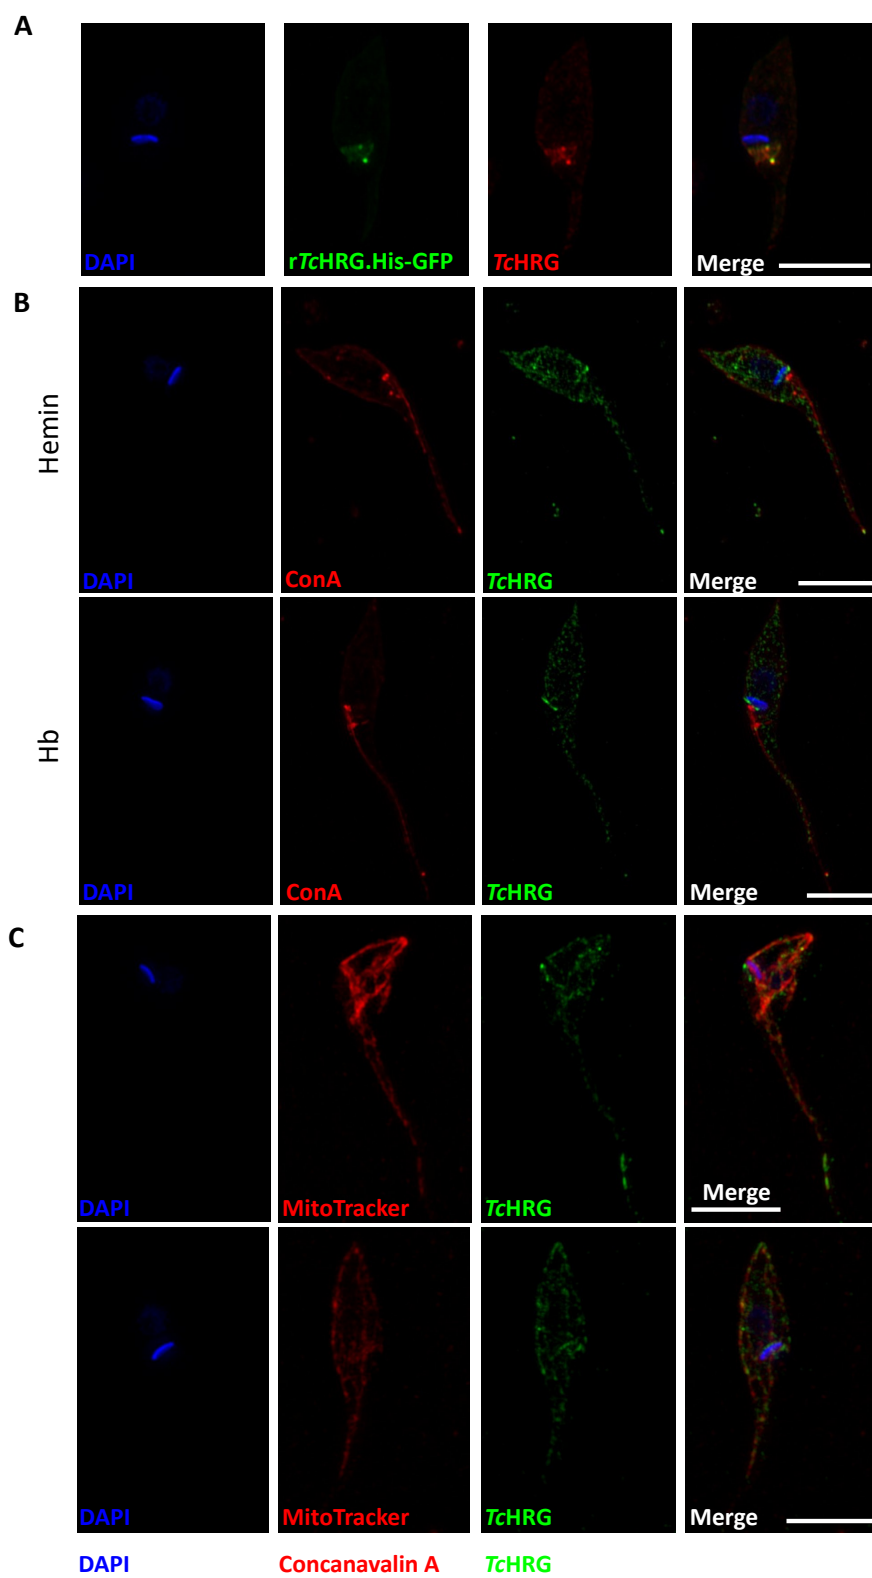 A
DAPI rTcHRG.His-GFP TcHRG Merge
B
Hemin
DAPI ConA TcHRG Merge
Hb
DAPI ConA TcHRG Merge
C
DAPI MitoTracker TcHRG Merge
DAPI MitoTracker TcHRG Merge
DAPI Concanavalin A TcHRG